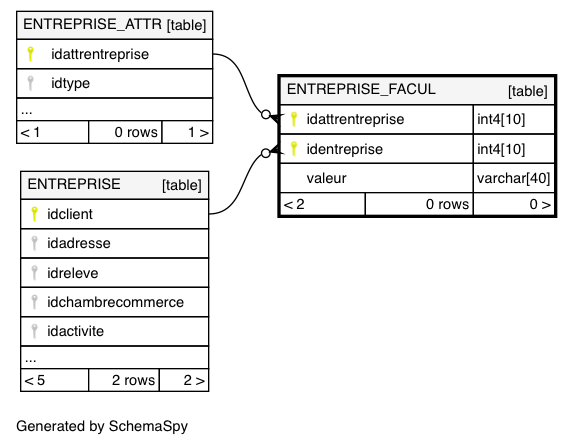 ENTREPRISE_ATTR [table]
idattrentreprise
idtype
...
< 1 0 rows 1 >
ENTREPRISE_FACUL [table]
idattrentreprise int4[10]
identreprise int4[10]
valeur varchar[40]
< 2 0 rows 0 >
ENTREPRISE [table]
idclient
idadresse
idreleve
idchambrecommerce
idactivite
...
< 5 2 rows 2 >
Generated by SchemaSpy